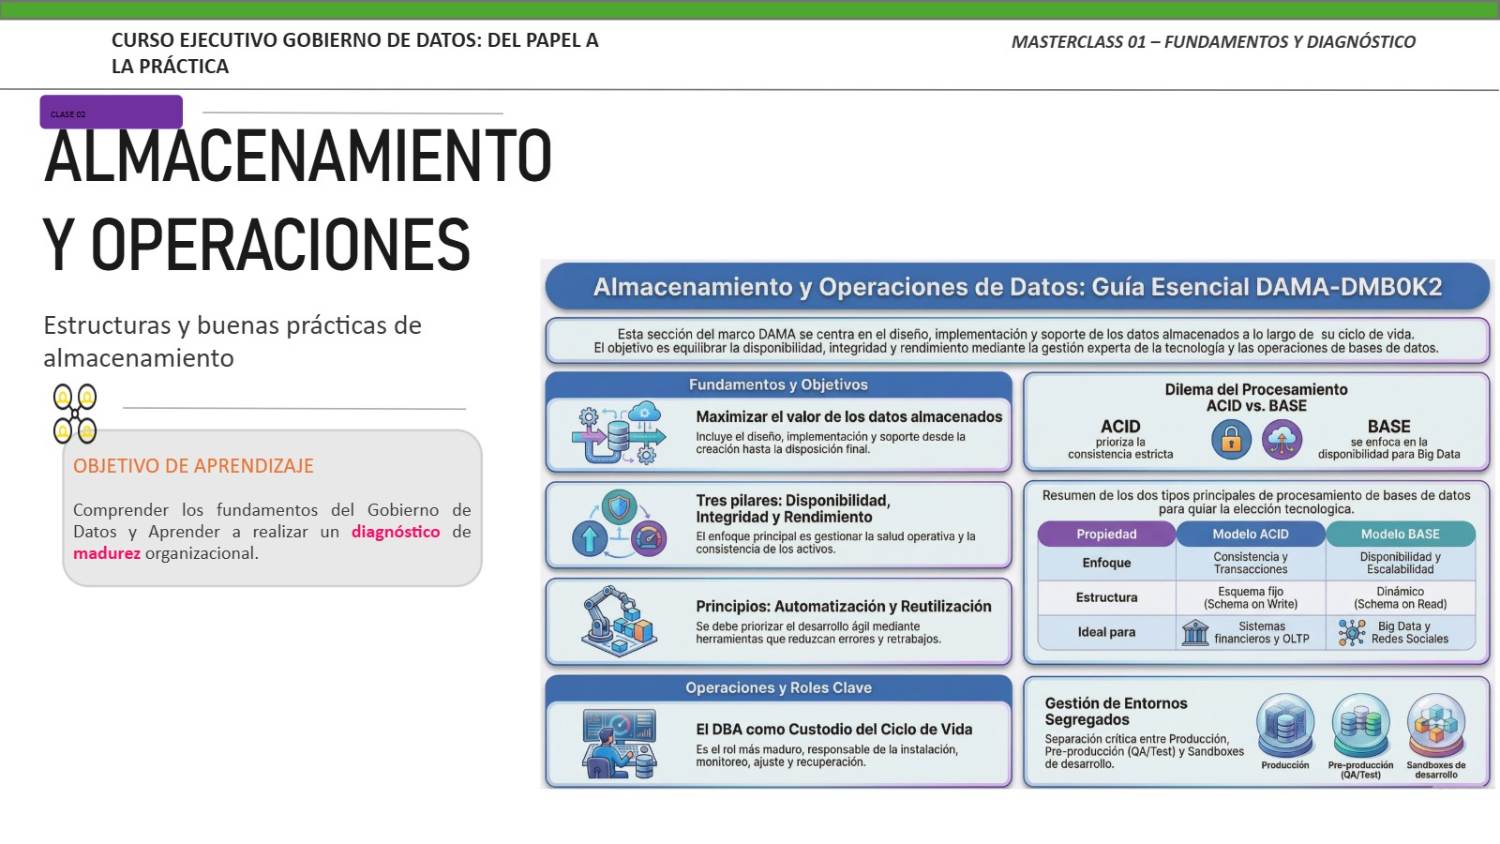 CURSO EJECUTIVO GOBIERNO DE DATOS: DEL PAPEL A
LA PRÁCTICA
MASTERCLASS 01 – FUNDAMENTOS Y DIAGNÓSTICO
CLASE 02
ALMACENAMIENTO
Y OPERACIONES
Estructuras y buenas prácticas de
almacenamiento
OBJETIVO DE APRENDIZAJE
Comprender los fundamentos del Gobierno de
Datos y Aprender a realizar un diagnóstico de
madurez organizacional.
Almacenamiento y Operaciones de Datos: Guía Esencial DAMA-DMB0K2
Esta sección del marco DAMA se centra en el diseño, implementación y soporte de los datos almacenados a lo largo de su ciclo de vida.
El objetivo es equilibrar la disponibilidad, integridad y rendimiento mediante la gestión experta de la tecnología y las operaciones de bases de datos.
Fundamentos y Objetivos
Maximizar el valor de los datos almacenados
Incluye el diseño, implementación y soporte desde la
creación hasta la disposición final.
Tres pilares: Disponibilidad,
Integridad y Rendimiento
El enfoque principal es gestionar la salud operativa y la
consistencia de los activos.
Principios: Automatización y Reutilización
Se debe priorizar el desarrollo ágil mediante
herramientas que reduzcan errores y retrabajos.
Operaciones y Roles Clave
El DBA como Custodio del Ciclo de Vida
Es el rol más maduro, responsable de la instalación,
monitoreo, ajuste y recuperación.
Dilema del Procesamiento
ACID vs. BASE
ACID
prioriza la
consistencia estricta
BASE
se enfoca en la
disponibilidad para Big Data
Resumen de los dos tipos principales de procesamiento de bases de datos
para quiar la elección tecnologica.
Propiedad Modelo ACID Modelo BASE
Enfoque
Consistencia y
Transacciones
Disponibilidad y
Escalabilidad
Estructura
Esquema fijo
(Schema on Write)
Dinámico
(Schema on Read)
Ideal para
Sistemas
financieros y OLTP
Big Data y
Redes Sociales
Gestión de Entornos
Segregados
Separación crítica entre Producción,
Pre-producción (QA/Test) y Sandboxes
de desarrollo.
Producción
Pre-producción
(QA/Test)
Sandboxes de
desarrollo